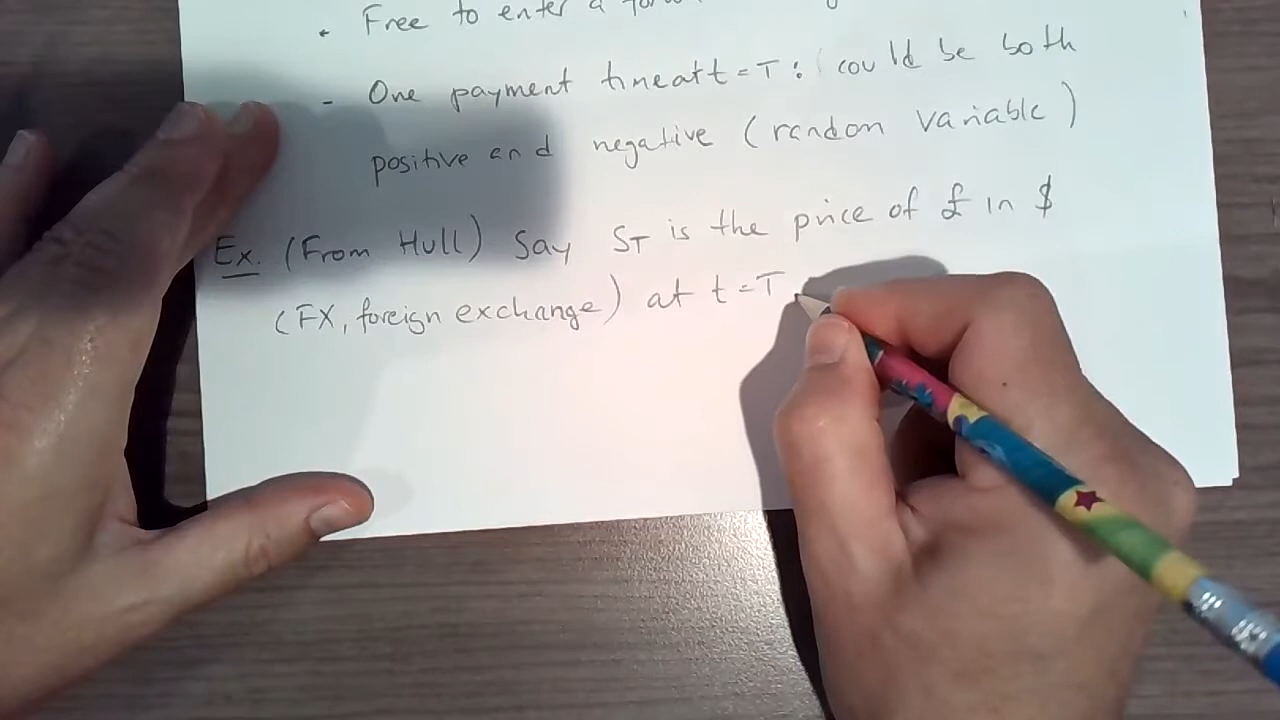 Free to enter a
- One payment time at t = T : could be both
positive and negative (random variable)
Ex. (From Hull) Say S_T is the price of £ in $
(FX, foreign exchange) at t = T